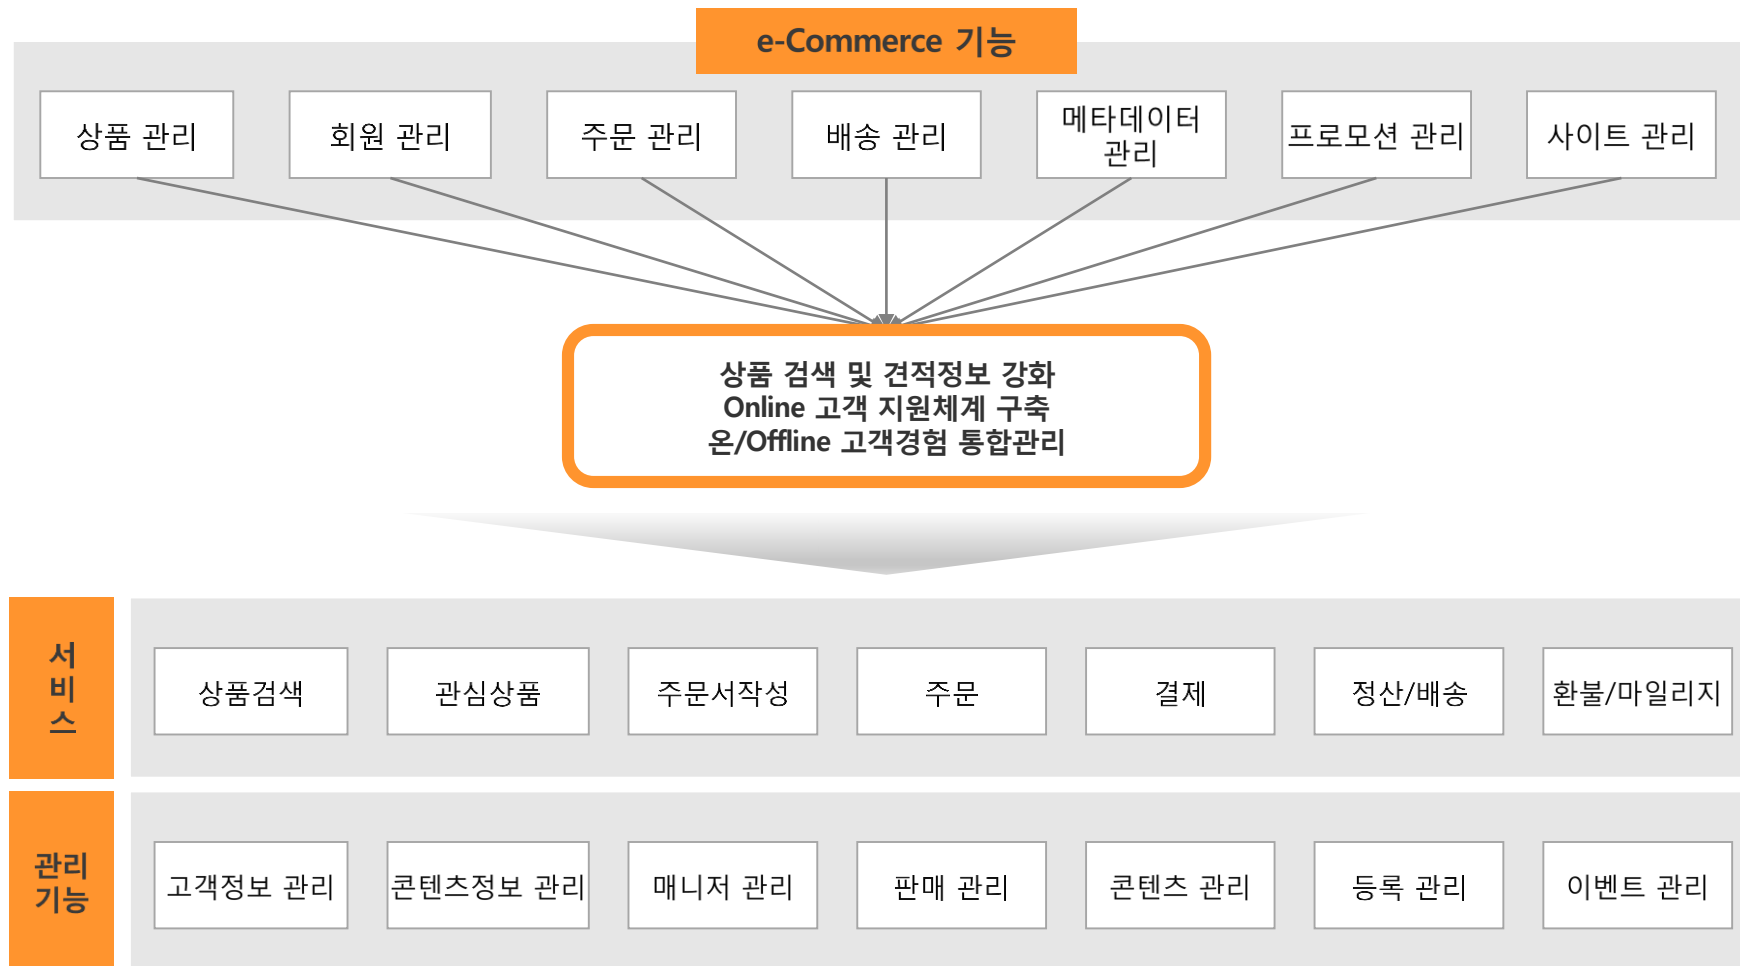 e-Commerce 기능
상품 관리
회원 관리
주문 관리
배송 관리
메타데이터
관리
프로모션 관리
사이트 관리
상품 검색 및 견적정보 강화
Online 고객 지원체계 구축
온/Offline 고객경험 통합관리
서
비
스
상품검색
관심상품
주문서작성
주문
결제
정산/배송
환불/마일리지
관리
기능
고객정보 관리
콘텐츠정보 관리
매니저 관리
판매 관리
콘텐츠 관리
등록 관리
이벤트 관리